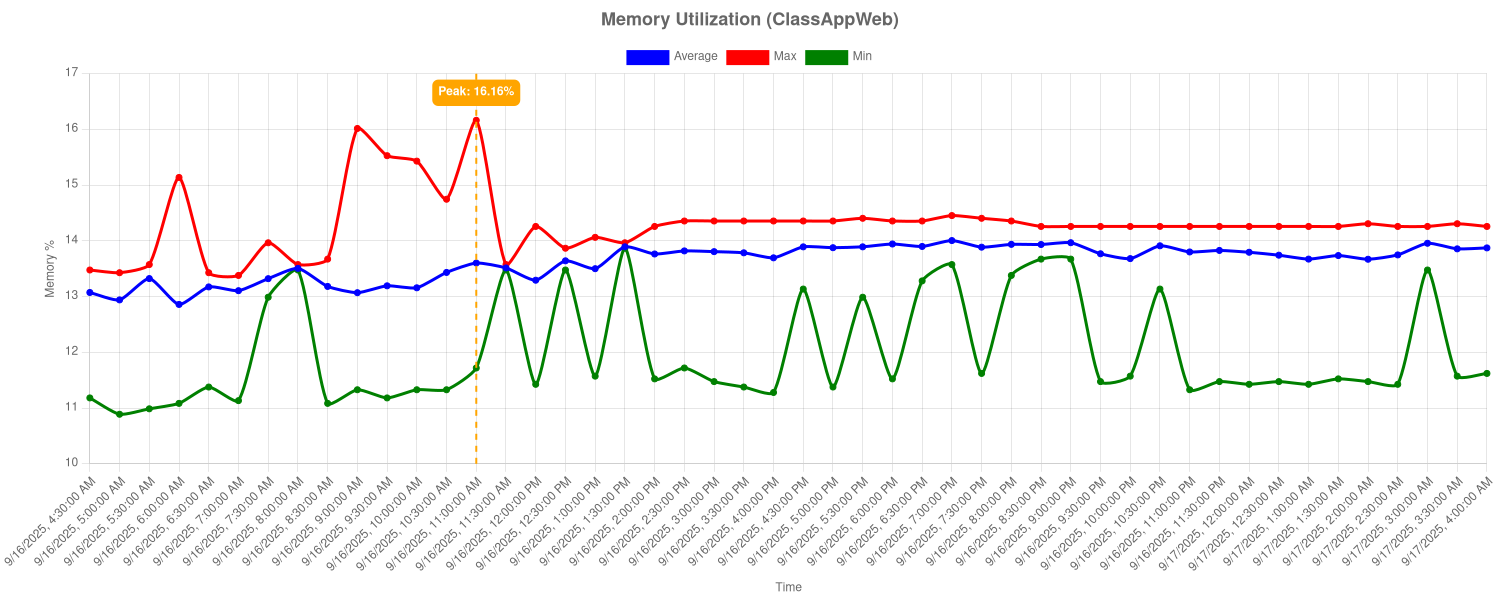 Memory Utilization (ClassAppWeb)
Average Max Min
17
Peak: 16.16%
16
15
14
Memory %
13
12
11
10
9/16/2025, 4:30:00 AM
9/16/2025, 5:00:00 AM
9/16/2025, 5:30:00 AM
9/16/2025, 6:00:00 AM
9/16/2025, 6:30:00 AM
9/16/2025, 7:00:00 AM
9/16/2025, 7:30:00 AM
9/16/2025, 8:00:00 AM
9/16/2025, 8:30:00 AM
9/16/2025, 9:00:00 AM
9/16/2025, 9:30:00 AM
9/16/2025, 10:00:00 AM
9/16/2025, 10:30:00 AM
9/16/2025, 11:00:00 AM
9/16/2025, 11:30:00 AM
9/16/2025, 12:00:00 PM
9/16/2025, 12:30:00 PM
9/16/2025, 1:00:00 PM
9/16/2025, 1:30:00 PM
9/16/2025, 2:00:00 PM
9/16/2025, 2:30:00 PM
9/16/2025, 3:00:00 PM
9/16/2025, 3:30:00 PM
9/16/2025, 4:00:00 PM
9/16/2025, 4:30:00 PM
9/16/2025, 5:00:00 PM
9/16/2025, 5:30:00 PM
9/16/2025, 6:00:00 PM
9/16/2025, 6:30:00 PM
9/16/2025, 7:00:00 PM
9/16/2025, 7:30:00 PM
9/16/2025, 8:00:00 PM
9/16/2025, 8:30:00 PM
9/16/2025, 9:00:00 PM
9/16/2025, 9:30:00 PM
9/16/2025, 10:00:00 PM
9/16/2025, 10:30:00 PM
9/16/2025, 11:00:00 PM
9/16/2025, 11:30:00 PM
9/17/2025, 12:00:00 AM
9/17/2025, 12:30:00 AM
9/17/2025, 1:00:00 AM
9/17/2025, 1:30:00 AM
9/17/2025, 2:00:00 AM
9/17/2025, 2:30:00 AM
9/17/2025, 3:00:00 AM
9/17/2025, 3:30:00 AM
9/17/2025, 4:00:00 AM
Time